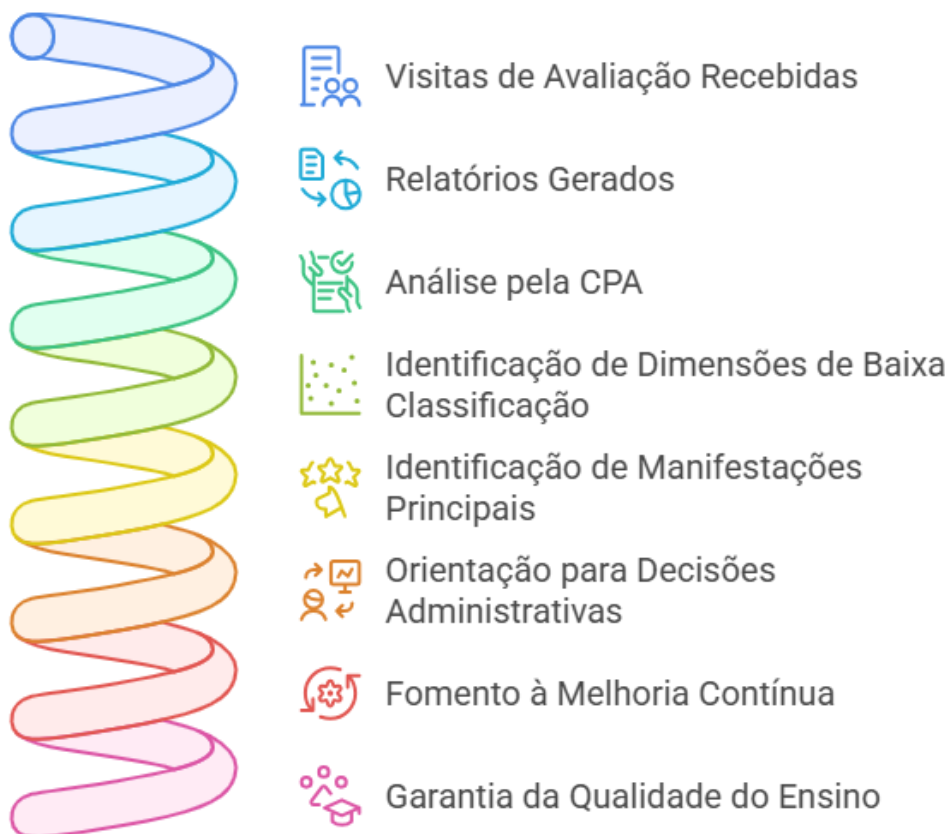 Visitas de Avaliação Recebidas
Relatórios Gerados
Análise pela CPA
Identificação de Dimensões de Baixa
Classificação
Identificação de Manifestações
Principais
Orientação para Decisões
Administrativas
Fomento à Melhoria Contínua
Garantia da Qualidade do Ensino